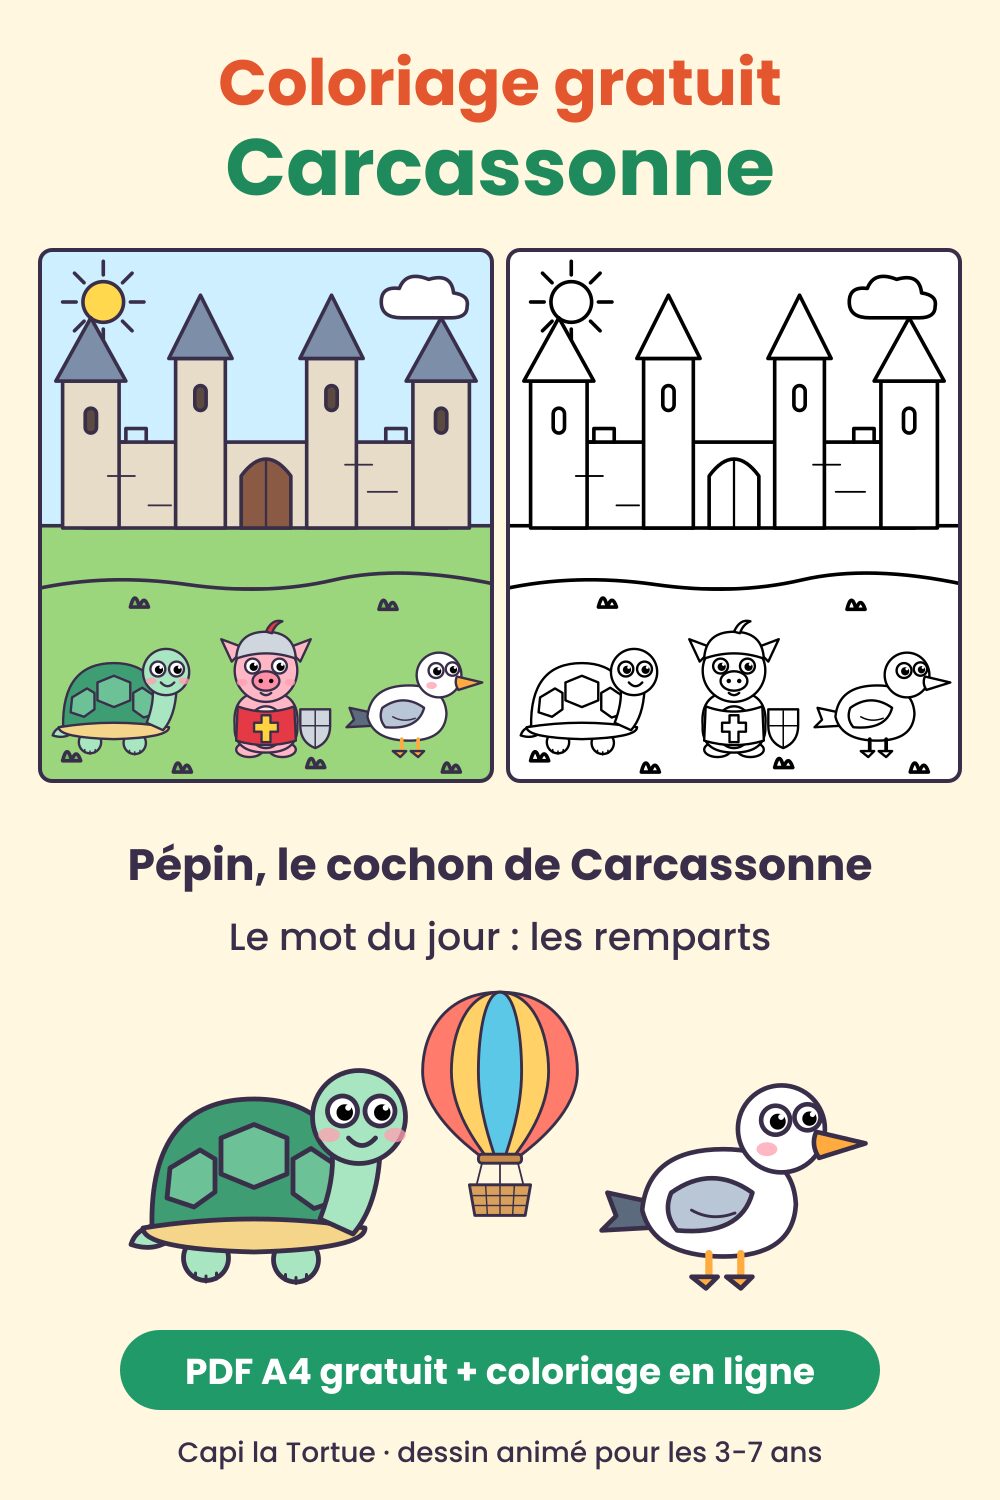 Coloriage gratuit
Carcassonne
Pépin, le cochon de Carcassonne
Le mot du jour : les remparts
PDF A4 gratuit + coloriage en ligne
Capi la Tortue · dessin animé pour les 3-7 ans